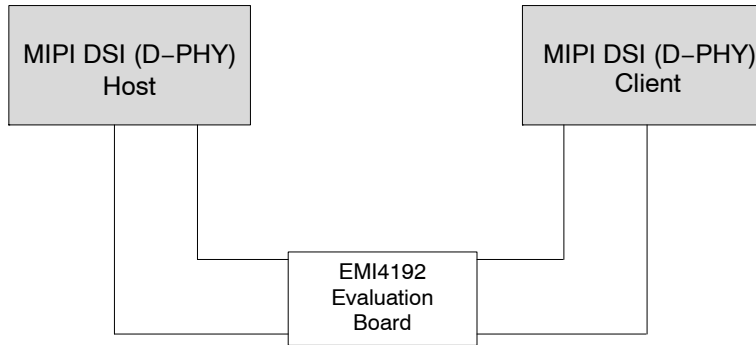 MIPI DSI (D−PHY)
Host
MIPI DSI (D−PHY)
Client
EMI4192
Evaluation
Board